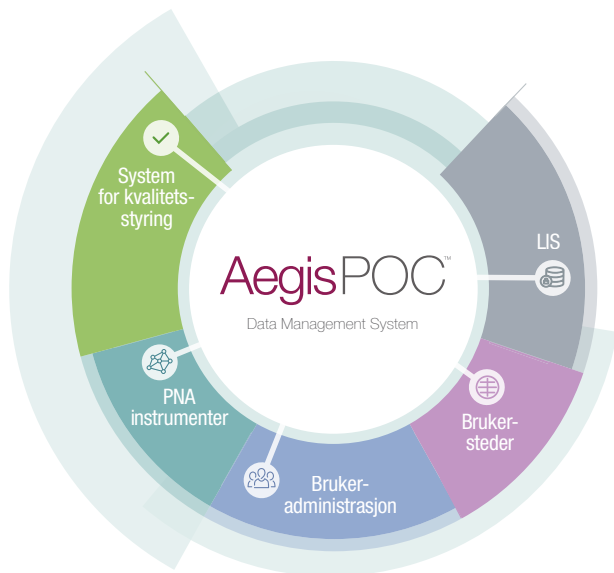 System
for kvalitets-
styring
LIS
AegisPOC™
Data Management System
PNA
instrumenter
Bruker-
steder
Bruker-
administrasjon